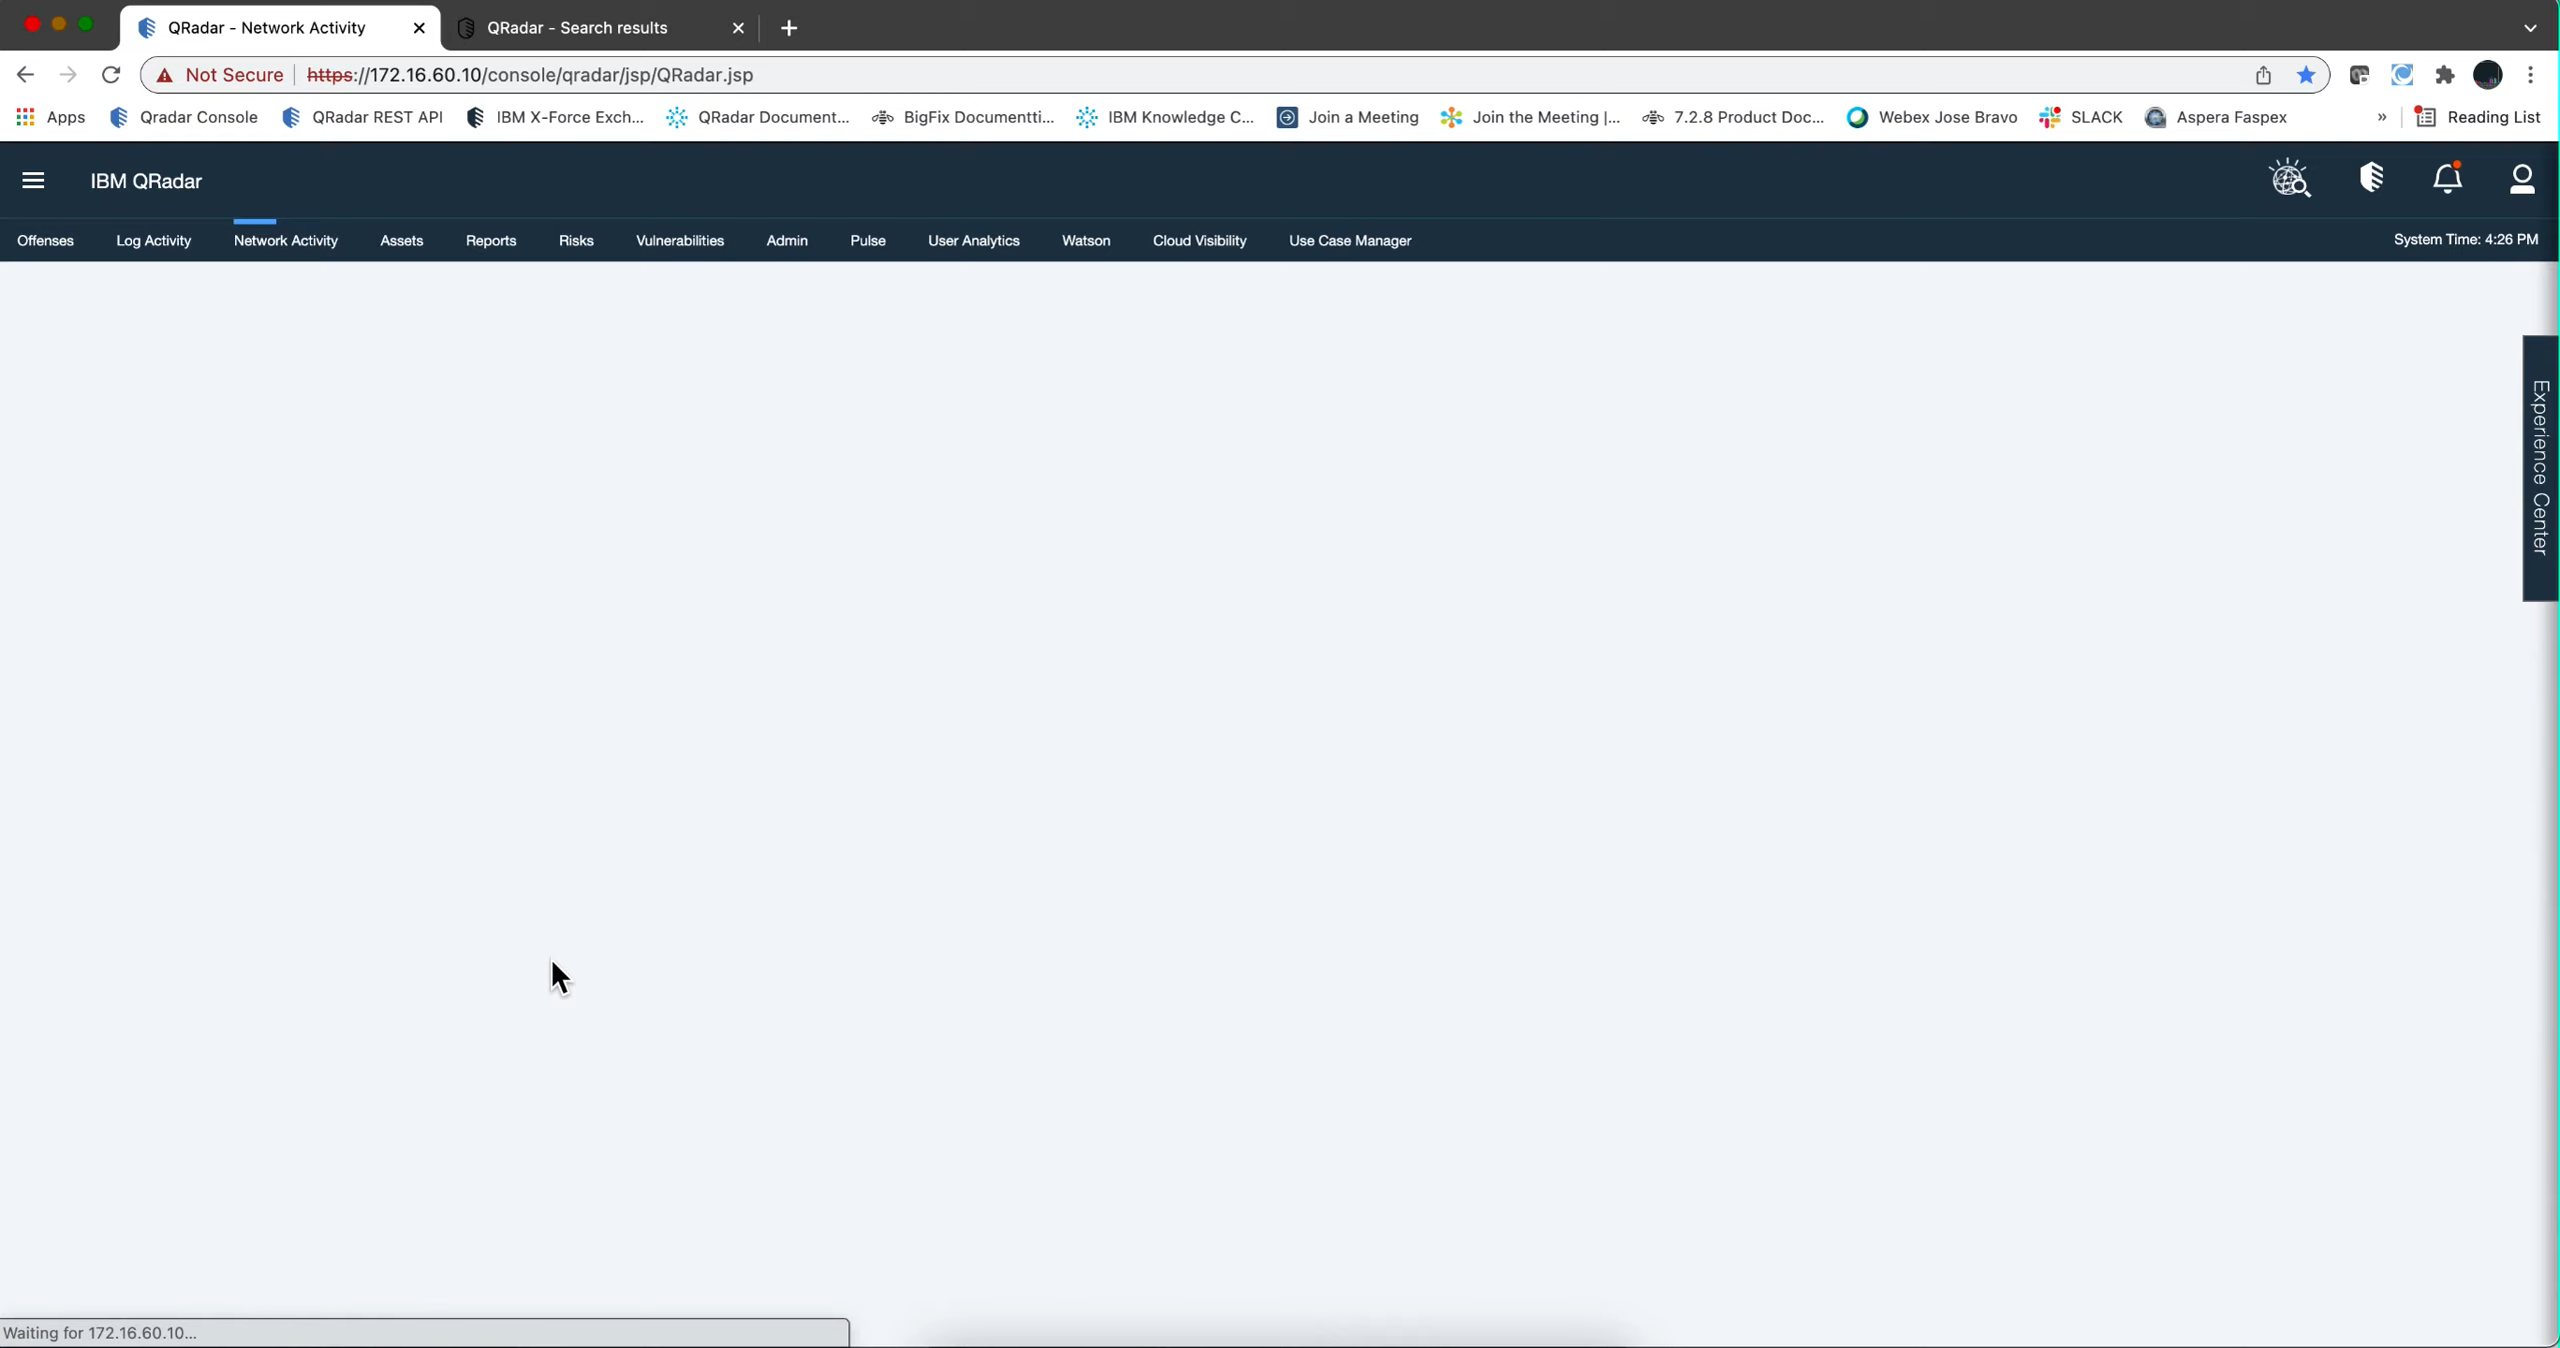 QRadar - Network Activity
QRadar - Search results
Not Secure
https://172.16.60.10/console/qradar/jsp/QRadar.jsp
Apps
Qradar Console
QRadar REST API
IBM X-Force Exch...
QRadar Document...
BigFix Documentti...
IBM Knowledge C...
Join a Meeting
Join the Meeting |...
7.2.8 Product Doc...
Webex Jose Bravo
SLACK
Aspera Faspex
»
Reading List
IBM QRadar
Offenses
Log Activity
Network Activity
Assets
Reports
Risks
Vulnerabilities
Admin
Pulse
User Analytics
Watson
Cloud Visibility
Use Case Manager
System Time: 4:26 PM
Experience Center
Waiting for 172.16.60.10...